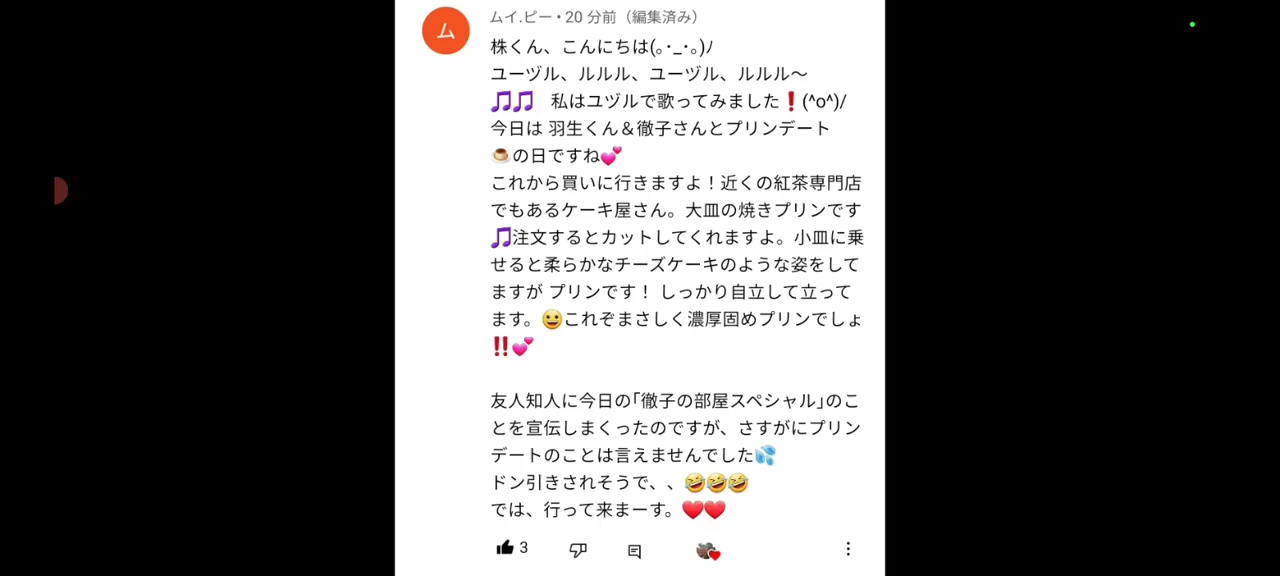 ム
ムイ.ピー • 20 分前（編集済み）
株くん、こんにちは(｡･_･｡)ﾉ
ユーヅル、ルルル、ユーヅル、ルルル〜
🎵🎵　私はユヅルで歌ってみました❗(^o^)/
今日は 羽生くん＆徹子さんとプリンデート
🍮の日ですね💕
これから買いに行きますよ！近くの紅茶専門店
でもあるケーキ屋さん。大皿の焼きプリンです
🎵注文するとカットしてくれますよ。小皿に乗
せると柔らかなチーズケーキのような姿をして
ますが プリンです！ しっかり自立して立って
ます。😀これぞまさしく濃厚固めプリンでしょ
‼️💕
友人知人に今日の｢徹子の部屋スペシャル｣のこ
とを宣伝しまくったのですが、さすがにプリン
デートのことは言えませんでした💦
ドン引きされそうで、、🤣🤣🤣
では、行って来まーす。❤️❤️
3